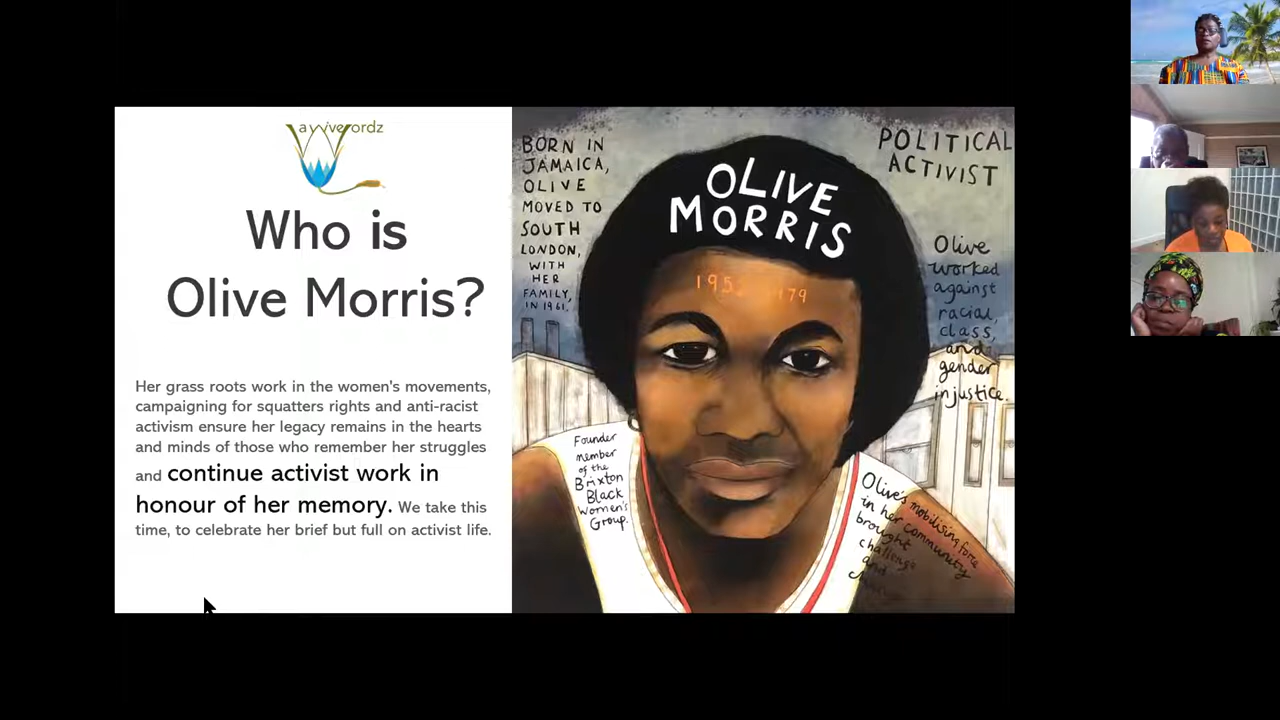 Who is
Olive Morris?
Her grass roots work in the women's movements,
campaigning for squatters rights and anti-racist
activism ensure her legacy remains in the hearts
and minds of those who remember her struggles
and continue activist work in
honour of her memory. We take this
time, to celebrate her brief but full on activist life.
BORN IN
JAMAICA,
OLIVE
MOVED TO
SOUTH
LONDON,
WITH
HER
FAMILY,
IN 1961.
OLIVE
MORRIS
POLITICAL
ACTIVIST
Olive
worked
against
racial,
class,
and
gender
injustice.
Founder
member
of the
Brixton
Black
Women's
Group.
Olive's mobilising force
in her community
brought
challenge
and